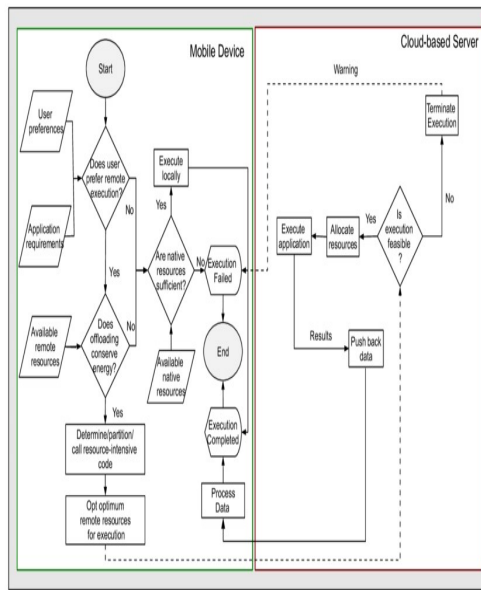 Mobile Device
Cloud-based Server
Start
Warning
User
preferences
Terminate
Execution
Does user
prefer remote
execution?
Execute
locally
No
Yes
No
Application
requirements
Is
execution
feasible
?
Yes
Allocate
resources
Execute
application
Are native
resources
sufficient?
No
Execution
Failed
Yes
Available
remote
resources
Does
offloading
conserve
energy?
No
End
Results
Push back
data
Available
native
resources
Yes
Execution
Completed
Determine/partition/
call resource-intensive
code
Process
Data
Opt optimum
remote resources
for execution